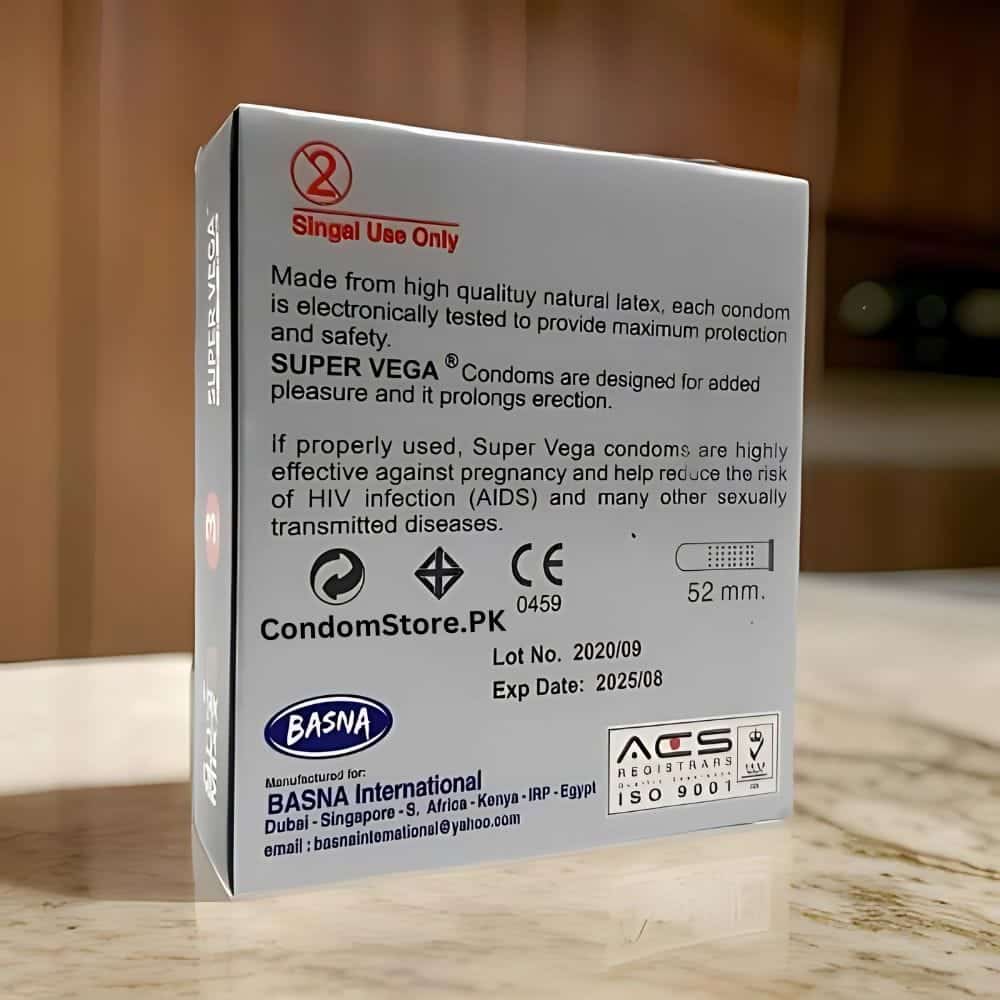 2
Singal Use Only
Made from high qualituy natural latex, each condom
is electronically tested to provide maximum protection
and safety.
SUPER VEGA ® Condoms are designed for added
pleasure and it prolongs erection.
If properly used, Super Vega condoms are highly
effective against pregnancy and help reduce the risk
of HIV infection (AIDS) and many other sexually
transmitted diseases.
CE
0459
52 mm.
CondomStore.PK
Lot No. 2020/09
Exp Date: 2025/08
BASNA
Manufactured for:
BASNA International
Dubai - Singapore - S. Africa - Kenya - IRP - Egypt
email : basnainternational@yahoo.com
ACS
REGISTRARS
ISO 9001
SUPER VEGA
3